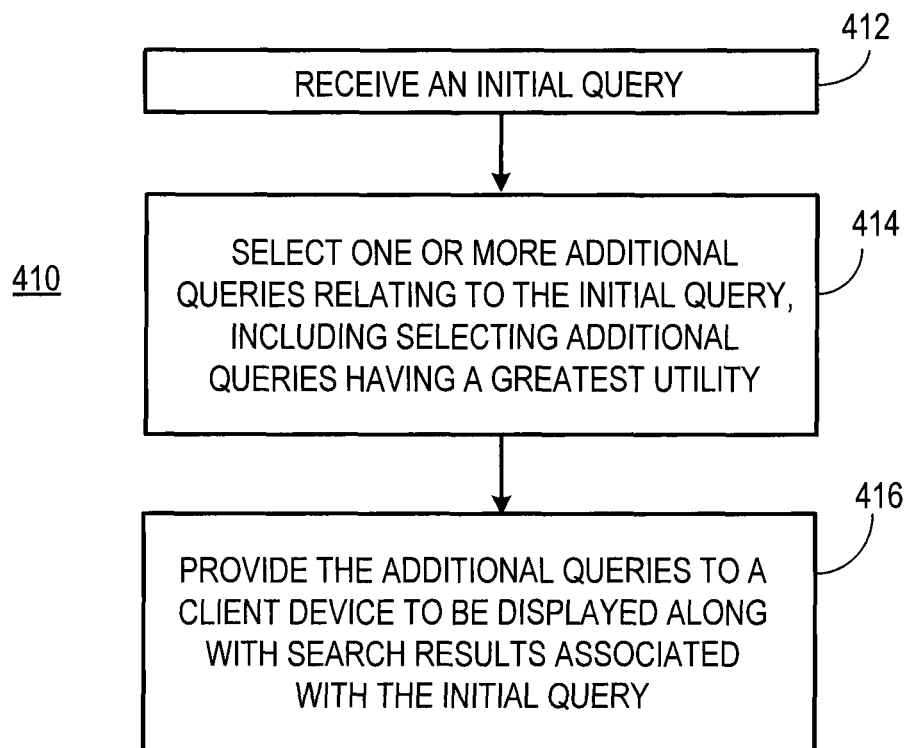 412
RECEIVE AN INITIAL QUERY
414
SELECT ONE OR MORE ADDITIONAL
QUERIES RELATING TO THE INITIAL QUERY,
INCLUDING SELECTING ADDITIONAL
QUERIES HAVING A GREATEST UTILITY
410
416
PROVIDE THE ADDITIONAL QUERIES TO A
CLIENT DEVICE TO BE DISPLAYED ALONG
WITH SEARCH RESULTS ASSOCIATED
WITH THE INITIAL QUERY